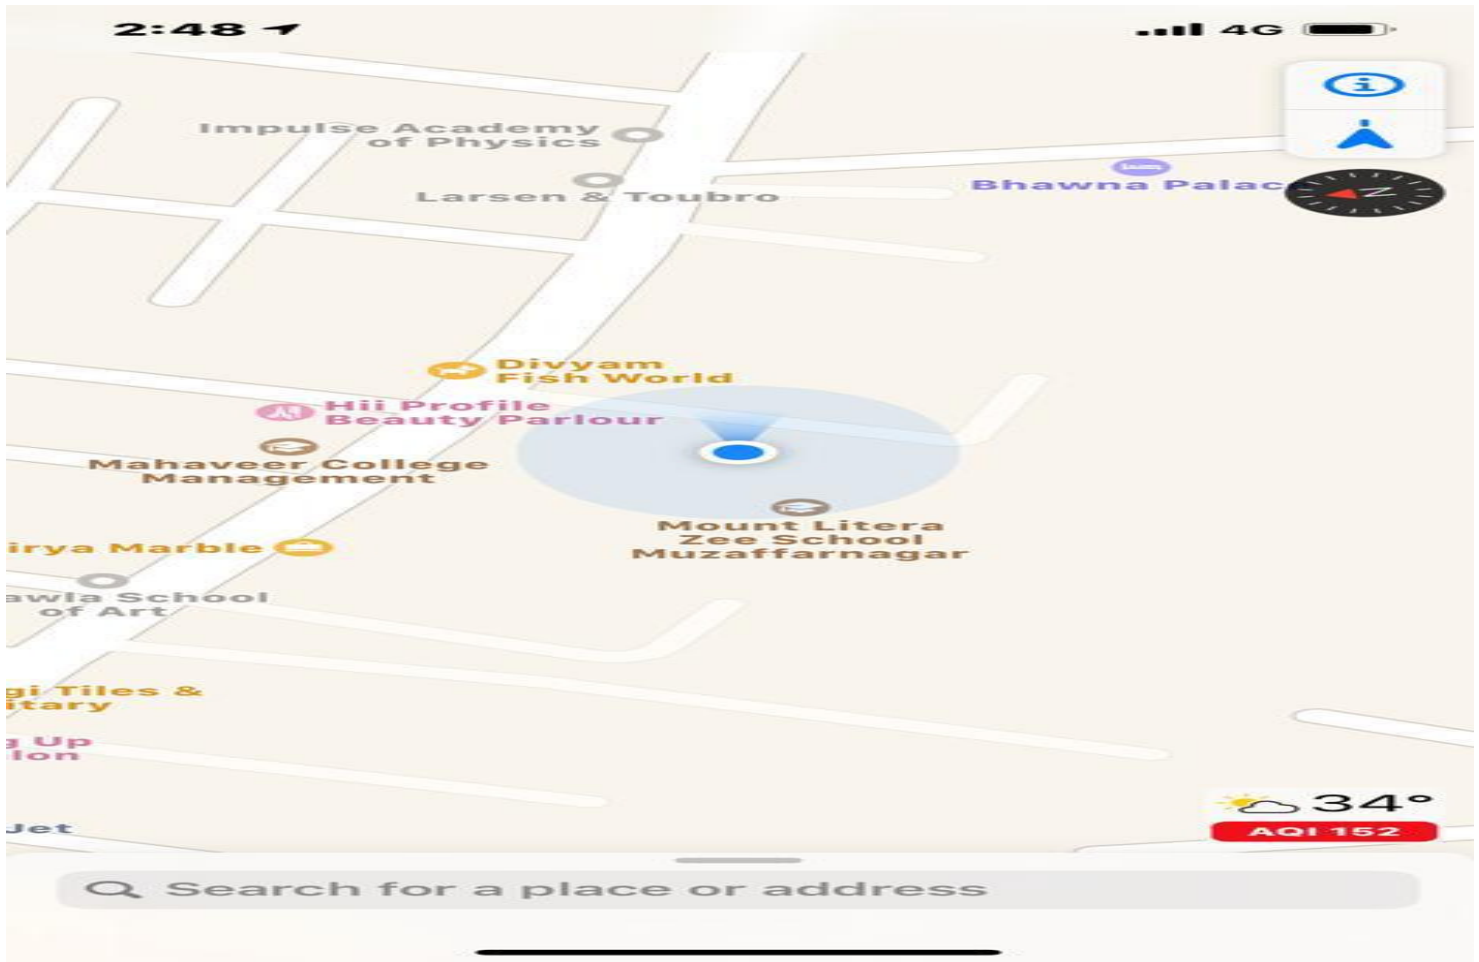 2:48
4G
Impulse Academy
of Physics
Larsen & Toubro
Bhawna Palac
N
Divyam
Fish World
Hii Profile
Beauty Parlour
Mahaveer College
Management
Mount Litera
Zee School
Muzaffarnagar
irya Marble
awla School
of Art
gi Tiles &
itary
g Up
lon
Jet
34°
AQI 152
Search for a place or address